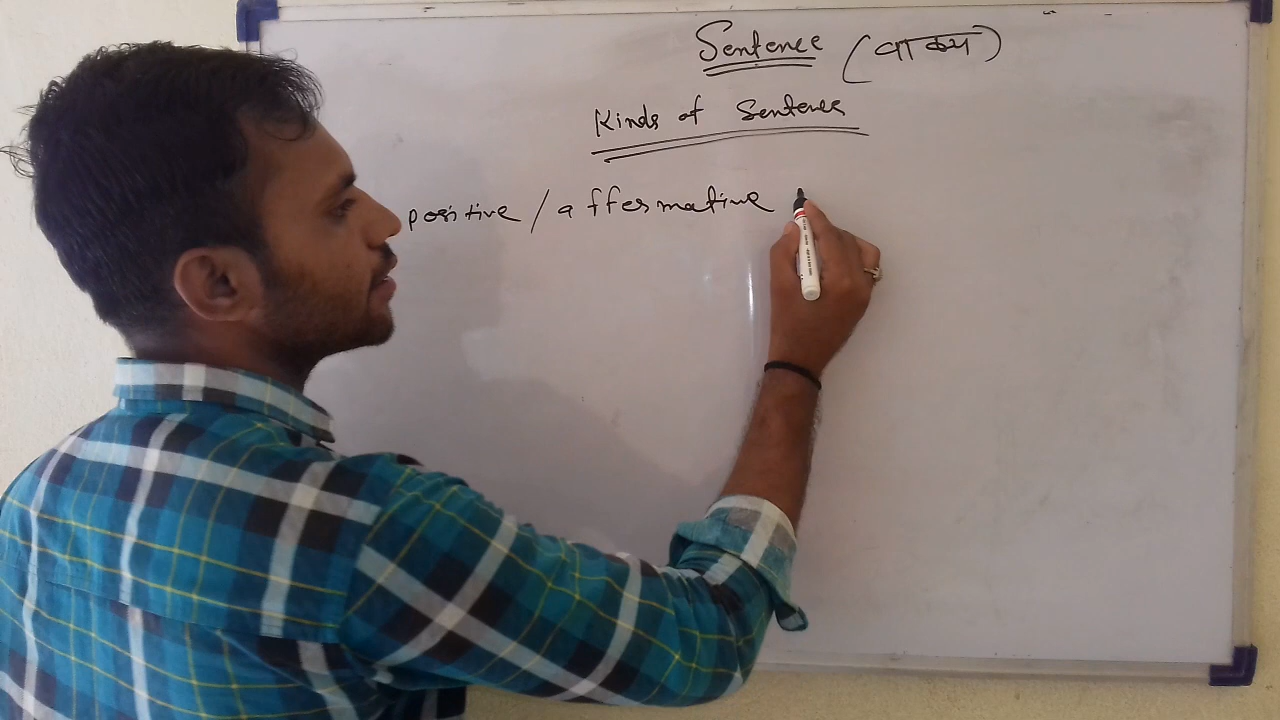 Sentence (वाक्य)
Kinds of Sentence
positive / affermative